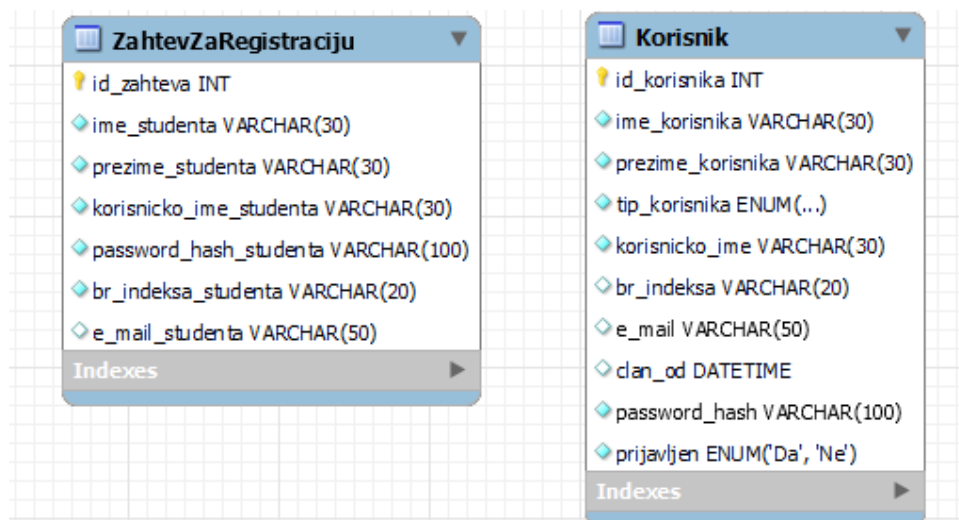 ZahtevZaRegistraciju
id_zahteva INT
ime_studenta VARCHAR(30)
prezime_studenta VARCHAR(30)
korisnicko_ime_studenta VARCHAR(30)
password_hash_studenta VARCHAR(100)
br_indeksa_studenta VARCHAR(20)
e_mail_studenta VARCHAR(50)
Indexes
Korisnik
id_korisnika INT
ime_korisnika VARCHAR(30)
prezime_korisnika VARCHAR(30)
tip_korisnika ENUM(...)
korisnicko_ime VARCHAR(30)
br_indeksa VARCHAR(20)
e_mail VARCHAR(50)
clan_od DATETIME
password_hash VARCHAR(100)
prijavljen ENUM('Da', 'Ne')
Indexes